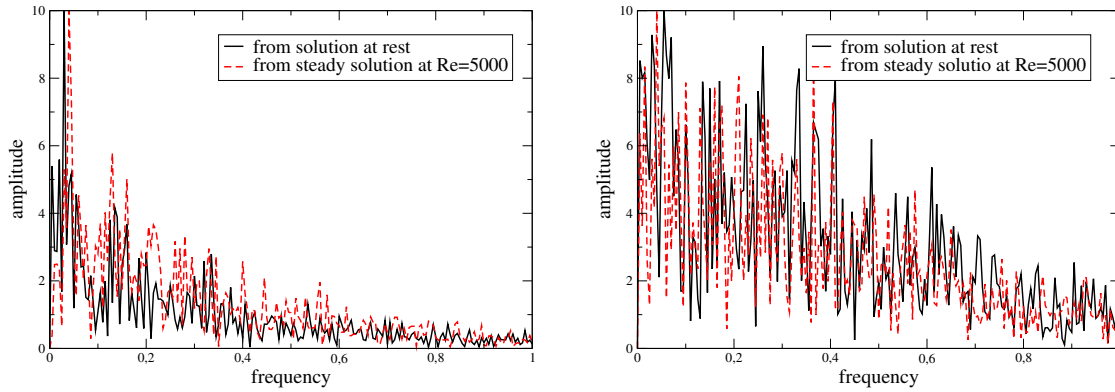 10
8
6
4
2
0
amplitude
from solution at rest
from steady solution at Re=5000
0 0,2 0,4 0,6 0,8 1
frequency
10
8
6
4
2
0
amplitude
from solution at rest
from steady solutio at Re=5000
0 0,2 0,4 0,6 0,8
frequency